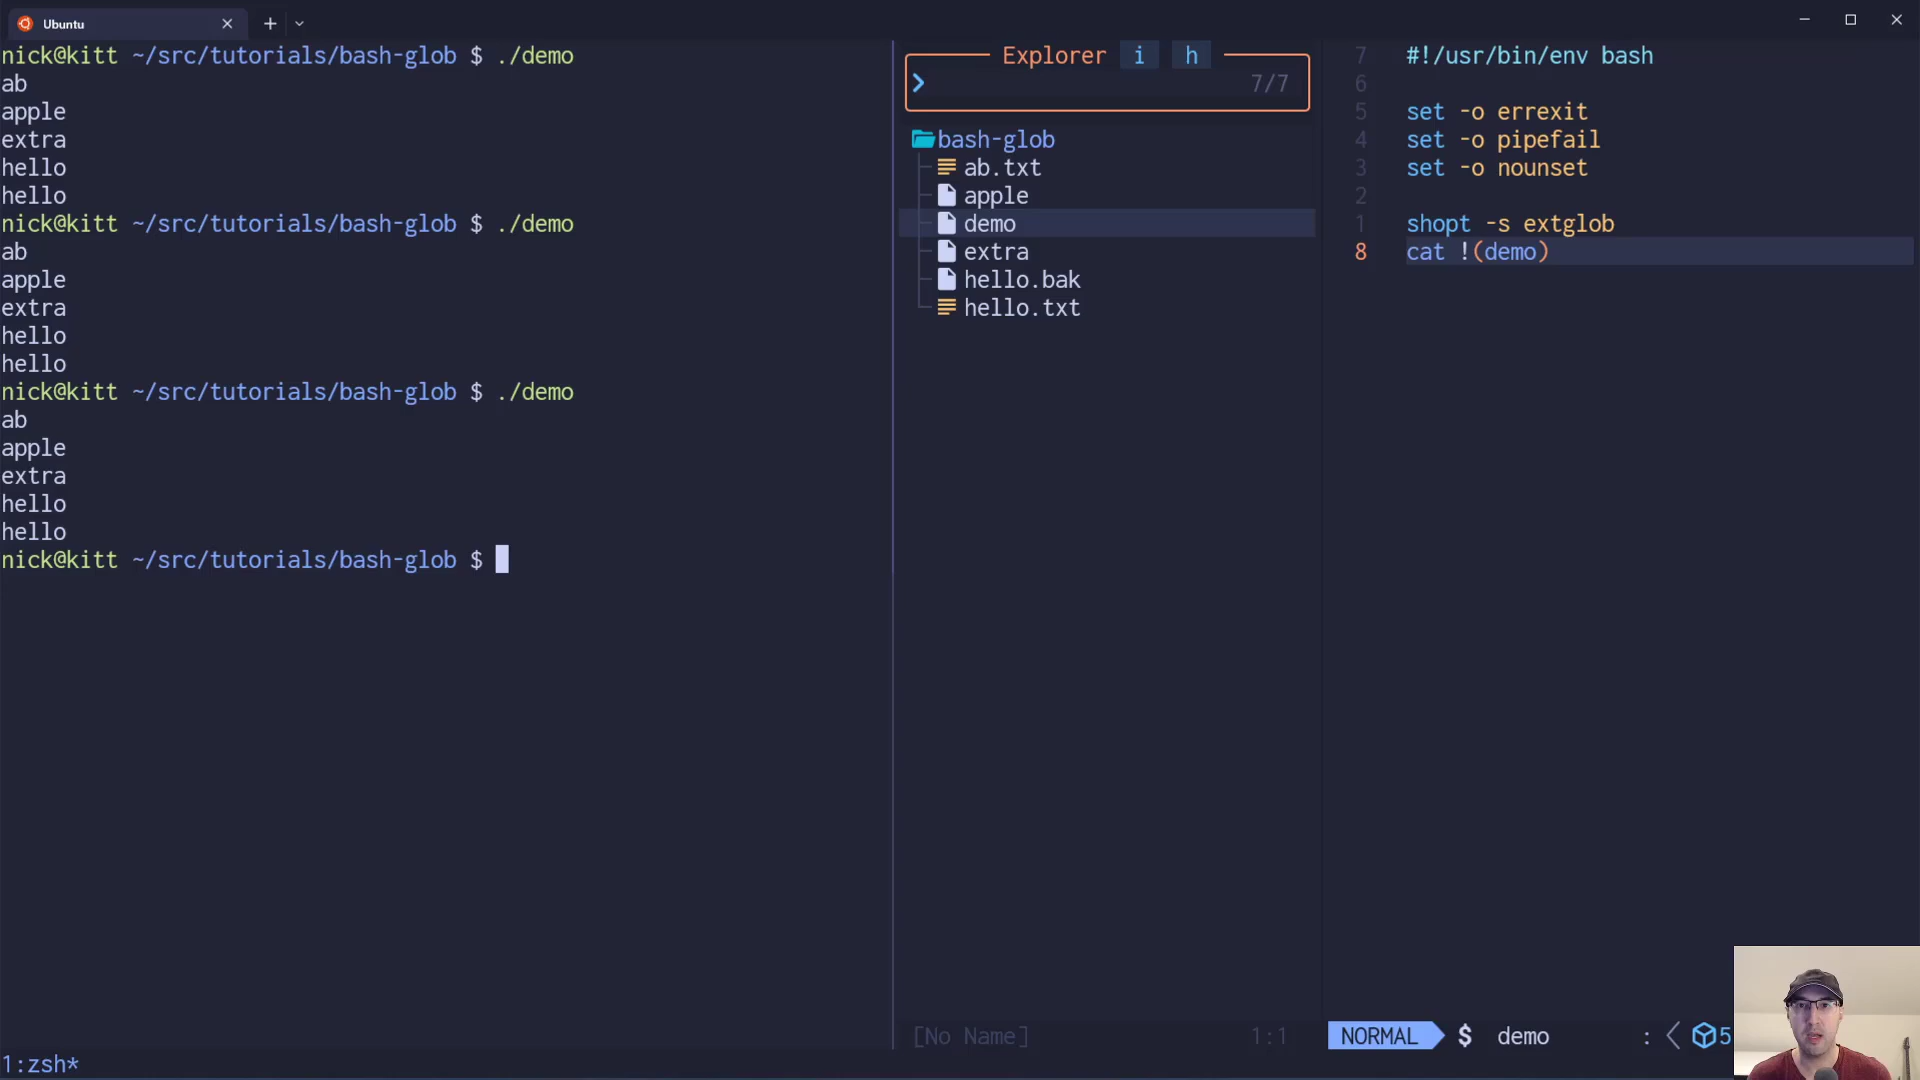 Ubuntu
nick@kitt ~/src/tutorials/bash-glob $ ./demo
ab
apple
extra
hello
hello
nick@kitt ~/src/tutorials/bash-glob $ ./demo
ab
apple
extra
hello
hello
nick@kitt ~/src/tutorials/bash-glob $ ./demo
ab
apple
extra
hello
hello
nick@kitt ~/src/tutorials/bash-glob $
1:zsh*
Explorer i h
7/7
bash-glob
ab.txt
apple
demo
extra
hello.bak
hello.txt
[No Name] 1:1
7 #!/usr/bin/env bash
6
5 set -o errexit
4 set -o pipefail
3 set -o nounset
2
1 shopt -s extglob
8 cat !(demo)
NORMAL $ demo : 5